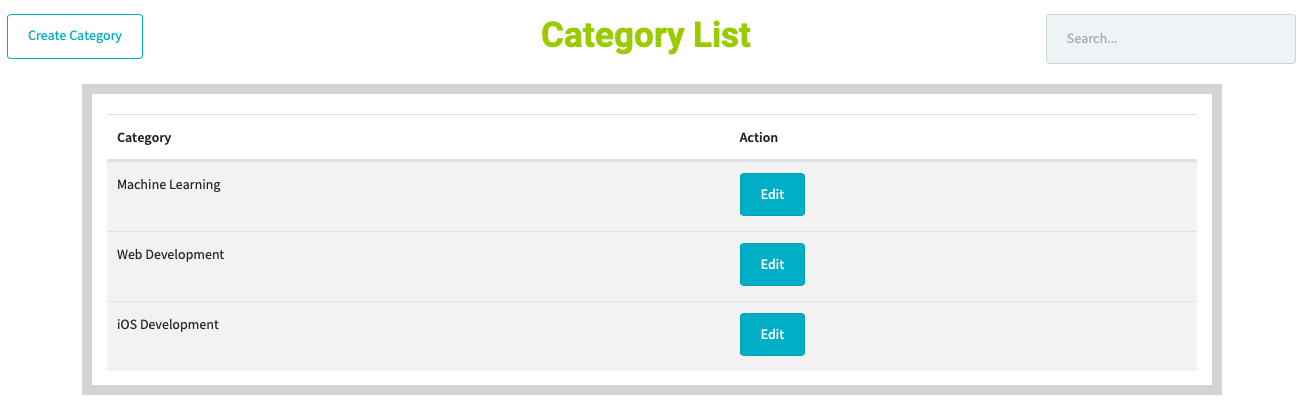 Create Category
Category List
Search...
Category Action
Machine Learning Edit
Web Development Edit
iOS Development Edit